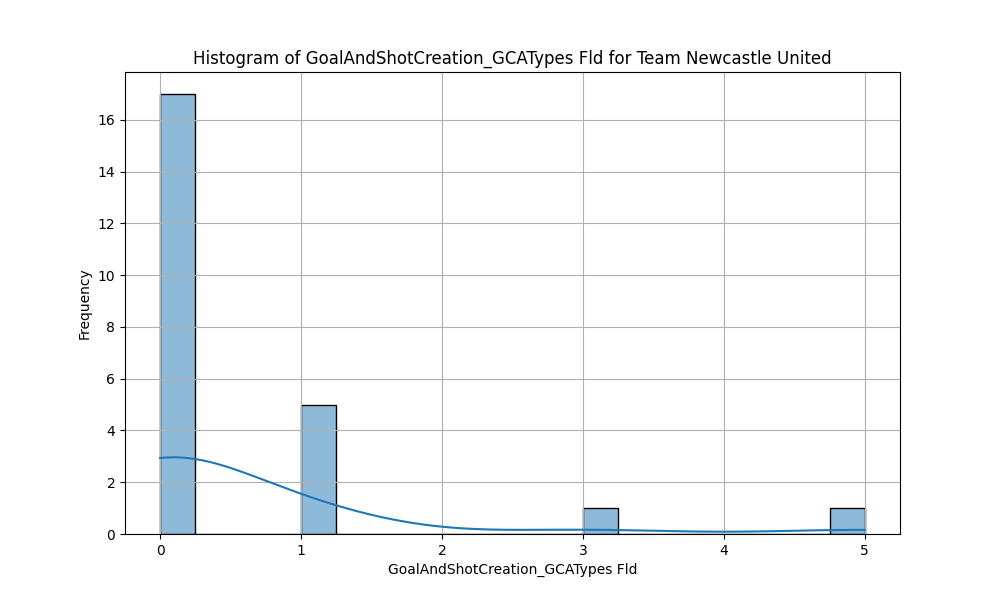 Histogram of GoalAndShotCreation_GCATypes Fld for Team Newcastle United
Frequency
16
14
12
10
8
6
4
2
0
0 1 2 3 4 5
GoalAndShotCreation_GCATypes Fld